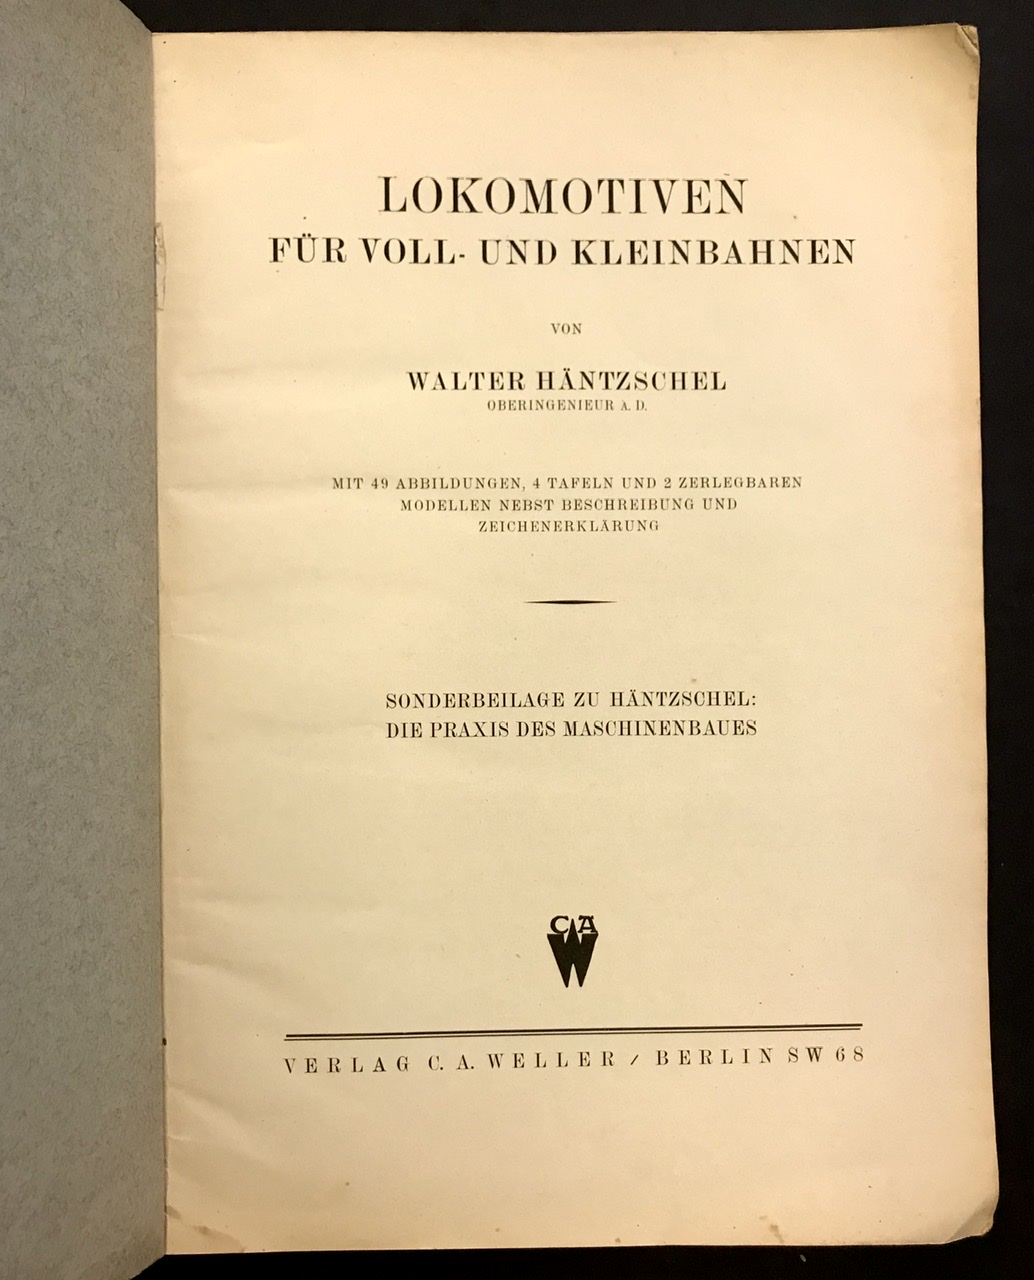 LOKOMOTIVEN
FÜR VOLL- UND KLEINBAHNEN
VON
WALTER HÄNTZSCHEL
OBERINGENIEUR A. D.
MIT 49 ABBILDUNGEN, 4 TAFELN UND 2 ZERLEGBAREN
MODELLEN NEBST BESCHREIBUNG UND
ZEICHENERKLÄRUNG
SONDERBEILAGE ZU HÄNTZSCHEL:
DIE PRAXIS DES MASCHINENBAUES
CA
W
VERLAG C. A. WELLER / BERLIN SW 68